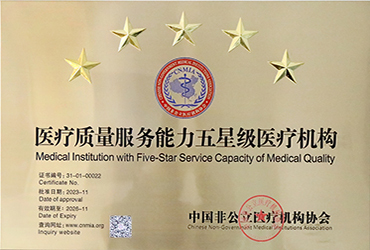 CNMIA
医疗质量服务能力五星级医疗机构
Medical Institution with Five-Star Service Capacity of Medical Quality
证书编号: 31-01-00022
Certificate No.
批准日期: 2023-11
Date of approval
有效期至: 2026-11
Date of Expiry
查询网址: www.cnmia.org
Inquiry website
中国非公立医疗机构协会
Chinese Non-Government Medical Institutions Association